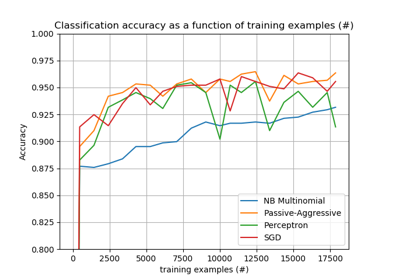 Classification accuracy as a function of training examples (#)
1.000
0.975
0.950
0.925
0.900
0.875
0.850
0.825
0.800
Accuracy
NB Multinomial
Passive-Aggressive
Perceptron
SGD
0 2500 5000 7500 10000 12500 15000 17500
training examples (#)